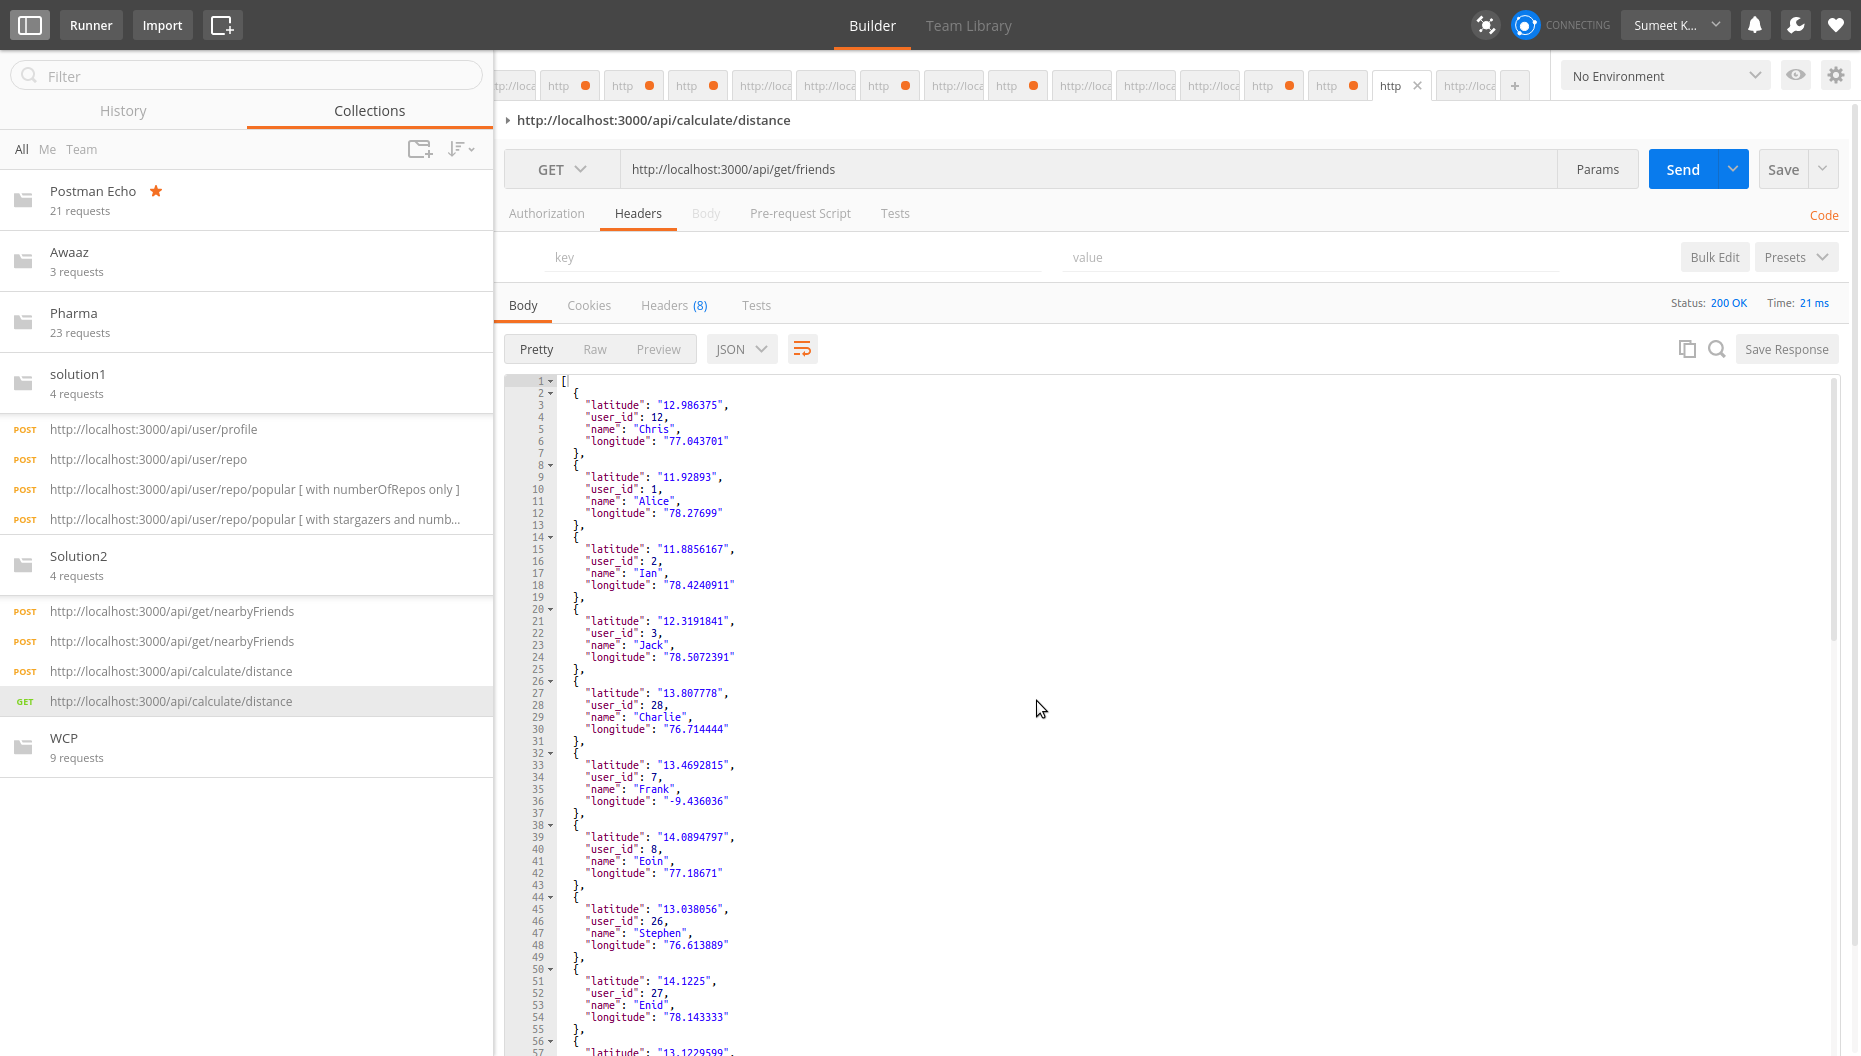 Runner
Import
Builder
Team Library
CONNECTING
Sumeet K...
Filter
History
Collections
All Me Team
Postman Echo
21 requests
Awaaz
3 requests
Pharma
23 requests
solution1
4 requests
POST http://localhost:3000/api/user/profile
POST http://localhost:3000/api/user/repo
POST http://localhost:3000/api/user/repo/popular [ with numberOfRepos only ]
POST http://localhost:3000/api/user/repo/popular [ with stargazers and numb...
Solution2
4 requests
POST http://localhost:3000/api/get/nearbyFriends
POST http://localhost:3000/api/get/nearbyFriends
POST http://localhost:3000/api/calculate/distance
GET http://localhost:3000/api/calculate/distance
WCP
9 requests
tp://loca http http http http://loca http://loca http http://loca http http://loca http://loca http://loca http http http http://loca +
No Environment
http://localhost:3000/api/calculate/distance
GET http://localhost:3000/api/get/friends Params Send Save
Authorization Headers Body Pre-request Script Tests Code
key value Bulk Edit Presets
Body Cookies Headers (8) Tests Status: 200 OK Time: 21 ms
Pretty Raw Preview JSON Save Response
1 [
2 {
3 "latitude": "12.986375",
4 "user_id": 12,
5 "name": "Chris",
6 "longitude": "77.043701"
7 },
8 {
9 "latitude": "11.92893",
10 "user_id": 1,
11 "name": "Alice",
12 "longitude": "78.27699"
13 },
14 {
15 "latitude": "11.8856167",
16 "user_id": 2,
17 "name": "Ian",
18 "longitude": "78.4240911"
19 },
20 {
21 "latitude": "12.3191841",
22 "user_id": 3,
23 "name": "Jack",
24 "longitude": "78.5072391"
25 },
26 {
27 "latitude": "13.807778",
28 "user_id": 28,
29 "name": "Charlie",
30 "longitude": "76.714444"
31 },
32 {
33 "latitude": "13.4692815",
34 "user_id": 7,
35 "name": "Frank",
36 "longitude": "-9.436036"
37 },
38 {
39 "latitude": "14.0894797",
40 "user_id": 8,
41 "name": "Eoin",
42 "longitude": "77.18671"
43 },
44 {
45 "latitude": "13.038056",
46 "user_id": 26,
47 "name": "Stephen",
48 "longitude": "76.613889"
49 },
50 {
51 "latitude": "14.1225",
52 "user_id": 27,
53 "name": "Enid",
54 "longitude": "78.143333"
55 },
56 {
57 "latitude": "13.1229599",